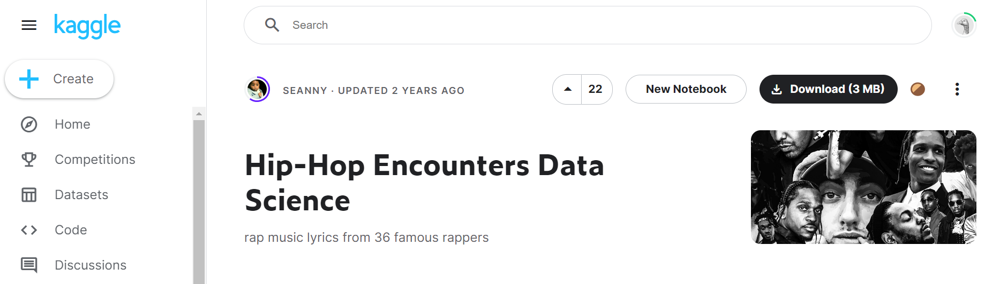 kaggle
Search
Create
SEANNY · UPDATED 2 YEARS AGO
22
New Notebook
Download (3 MB)
Home
Competitions
Datasets
Code
Discussions
Hip-Hop Encounters Data
Science
rap music lyrics from 36 famous rappers